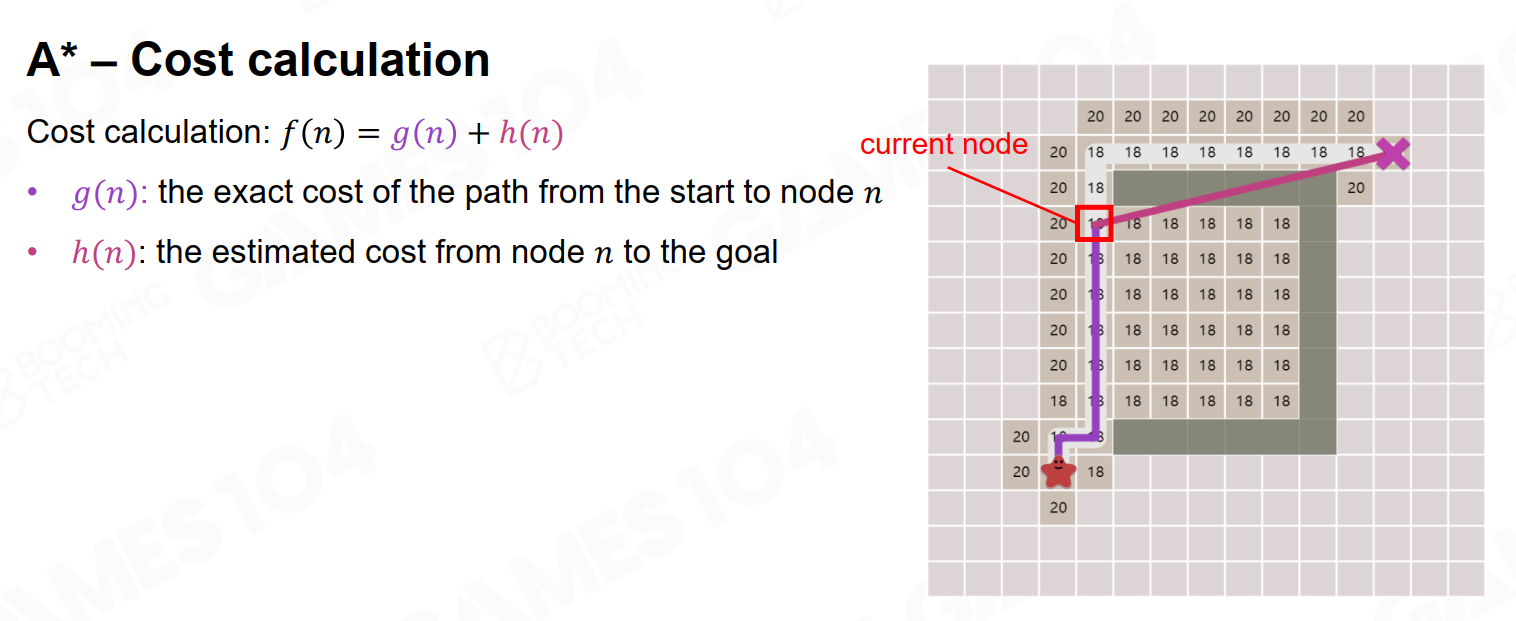 A* – Cost calculation
Cost calculation: f(n) = g(n) + h(n)
• g(n): the exact cost of the path from the start to node n
• h(n): the estimated cost from node n to the goal
current node
20 20 20 20 20 20 20 20
20 18 18 18 18 18 18 18 18
20 18 20
20 18 18 18 18 18 18
20 18 18 18 18 18 18
20 18 18 18 18 18 18
20 18 18 18 18 18 18
20 18 18 18 18 18 18
18 18 18 18 18 18 18
20 18 18
20 18
20
GAMES 104
BOOMING TECH